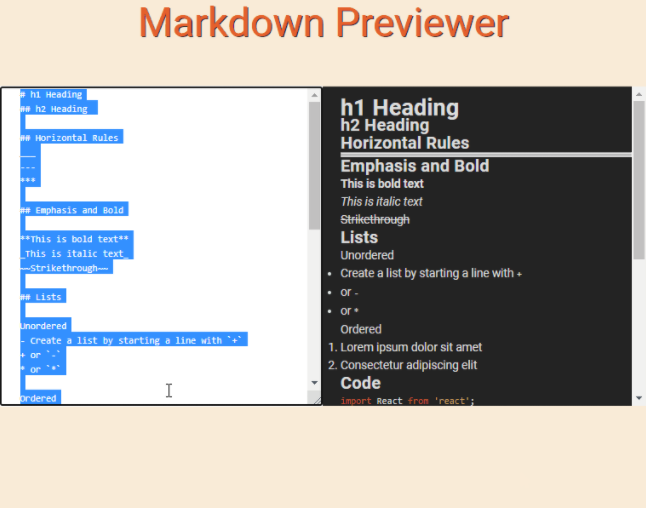 Markdown Previewer
# h1 Heading
## h2 Heading
## Horizontal Rules
___
---
***
## Emphasis and Bold
**This is bold text**
_This is italic text_
~~Strikethrough~~
## Lists
Unordered
- Create a list by starting a line with `+`
+ or `-`
* or `*`
Ordered
h1 Heading
h2 Heading
Horizontal Rules
Emphasis and Bold
This is bold text
This is italic text
Strikethrough
Lists
Unordered
• Create a list by starting a line with +
• or -
• or *
Ordered
1. Lorem ipsum dolor sit amet
2. Consectetur adipiscing elit
Code
import React from 'react';